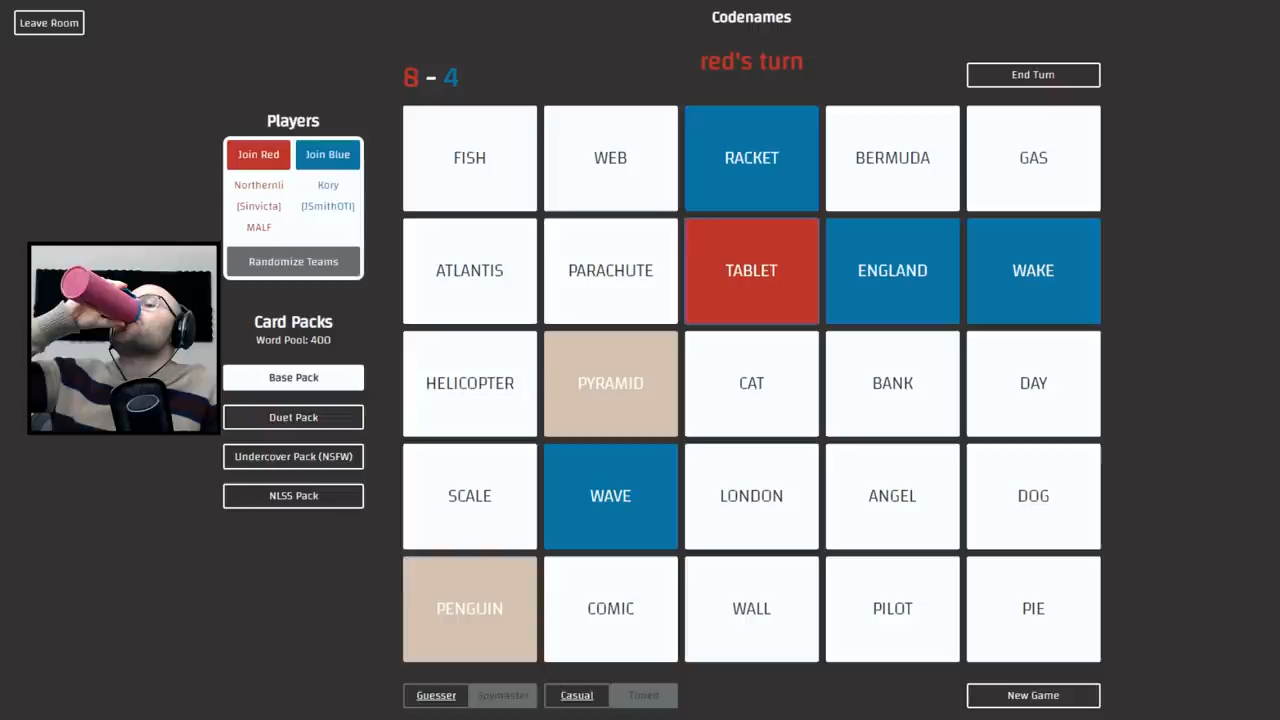 Leave Room
Codenames
8 - 4
red's turn
End Turn
Players
Join Red
Join Blue
Northernli
Kory
[Sinvicta]
[JSmithOTI]
MALF
Randomize Teams
Card Packs
Word Pool: 400
Base Pack
Duet Pack
Undercover Pack (NSFW)
NLSS Pack
FISH WEB RACKET BERMUDA GAS
ATLANTIS PARACHUTE TABLET ENGLAND WAKE
HELICOPTER PYRAMID CAT BANK DAY
SCALE WAVE LONDON ANGEL DOG
PENGUIN COMIC WALL PILOT PIE
Guesser Spymaster Casual Timed New Game